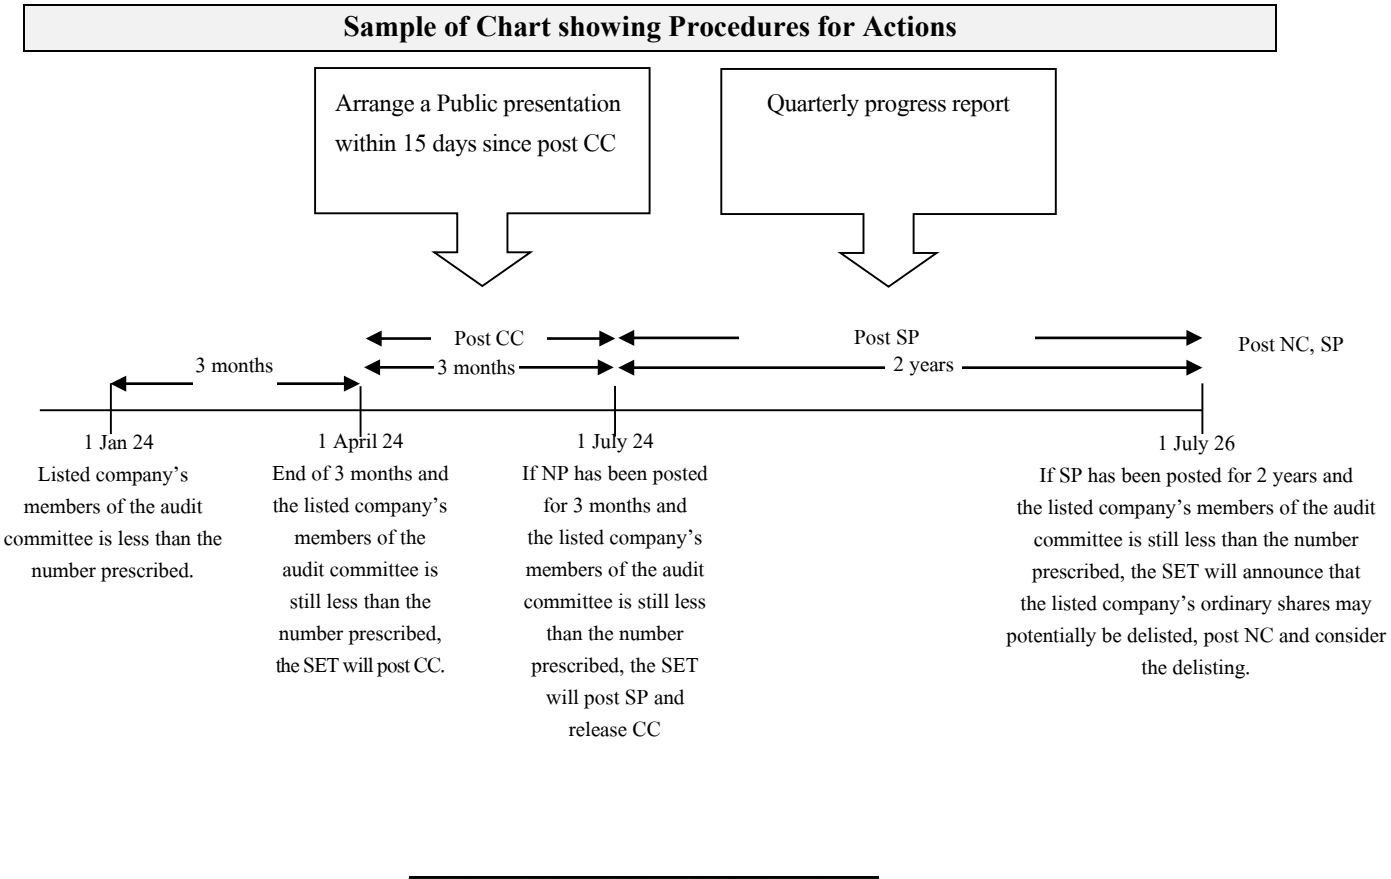 Sample of Chart showing Procedures for Actions
Arrange a Public presentation
within 15 days since post CC
Quarterly progress report
Post CC
Post SP
Post NC, SP
3 months
3 months
2 years
1 Jan 24
Listed company’s
members of the audit
committee is less than the
number prescribed.
1 April 24
End of 3 months and
the listed company’s
members of the
audit committee is
still less than the
number prescribed,
the SET will post CC.
1 July 24
If NP has been posted
for 3 months and
the listed company’s
members of the audit
committee is still less
than the number
prescribed, the SET
will post SP and
release CC
1 July 26
If SP has been posted for 2 years and
the listed company’s members of the audit
committee is still less than the number
prescribed, the SET will announce that
the listed company’s ordinary shares may
potentially be delisted, post NC and consider
the delisting.